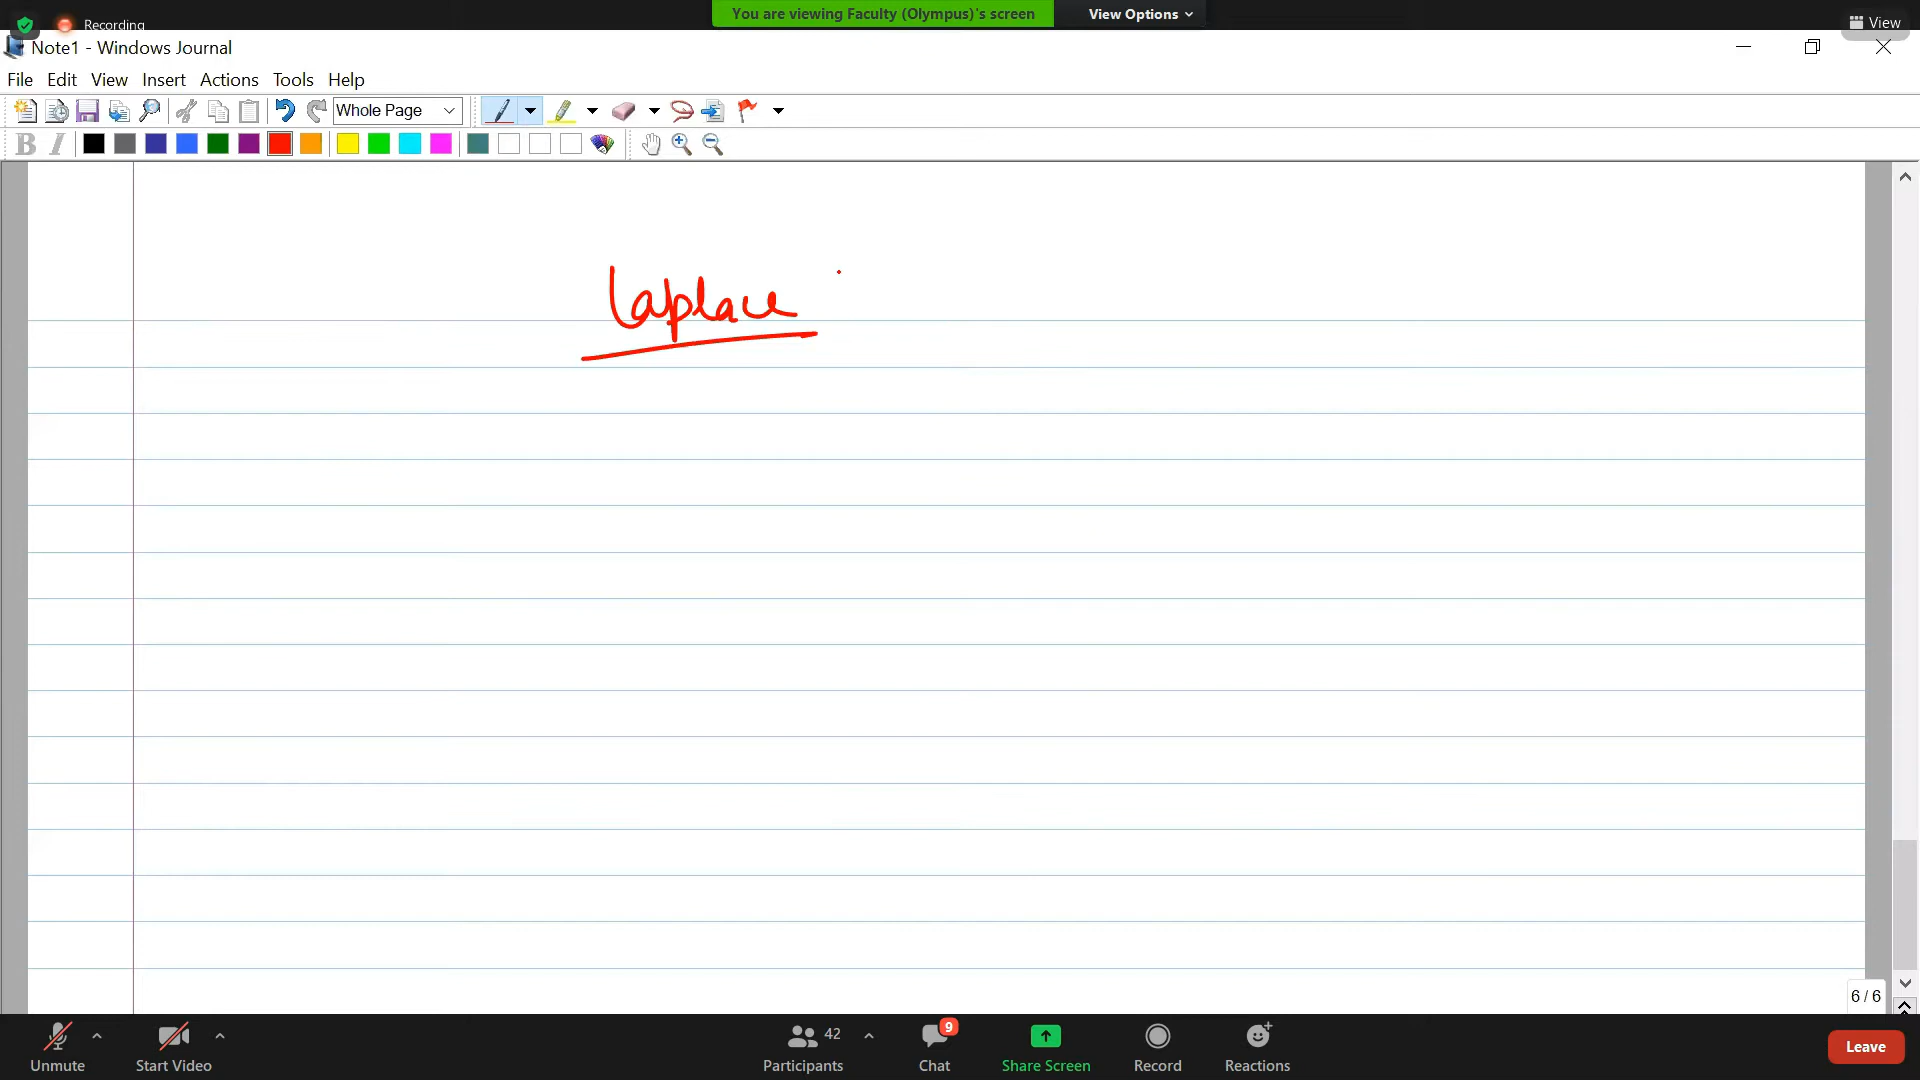 Recording
You are viewing Faculty (Olympus)'s screen
View Options
View
Note1 - Windows Journal
File Edit View Insert Actions Tools Help
Whole Page
B I
Laplace
6 / 6
Unmute
Start Video
42
Participants
9
Chat
Share Screen
Record
Reactions
Leave